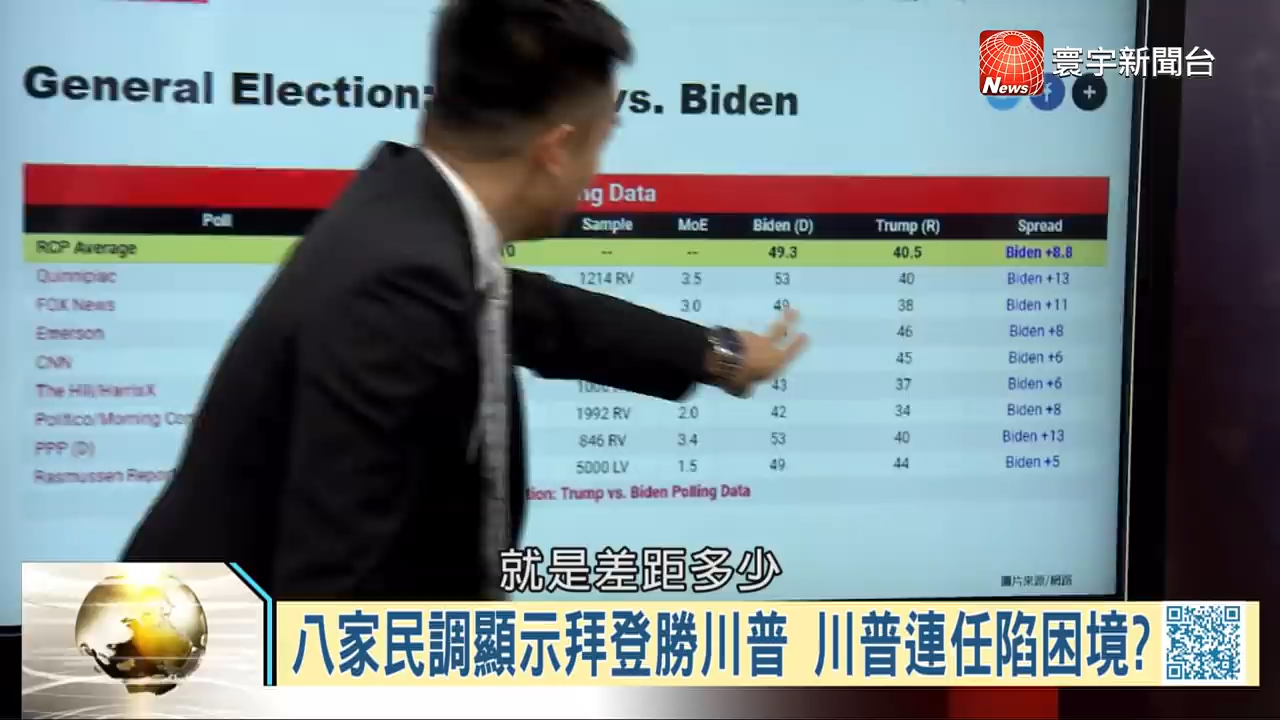 News 寰宇新聞台
General Election: vs. Biden
ng Data
Poll Sample MoE Biden (D) Trump (R) Spread
RCP Average -- -- 49.3 40.5 Biden +8.8
Quinnipiac 1214 RV 3.5 53 40 Biden +13
FOX News 3.0 49 38 Biden +11
Emerson 46 Biden +8
CNN 45 Biden +6
The Hill/HarrisX 43 37 Biden +6
Politico/Morning 1992 RV 2.0 42 34 Biden +8
PPP (D) 846 RV 3.4 53 40 Biden +13
Rasmussen 5000 LV 1.5 49 44 Biden +5
tion: Trump vs. Biden Polling Data
就是差距多少
圖片來源/網路
八家民調顯示拜登勝川普 川普連任陷困境?